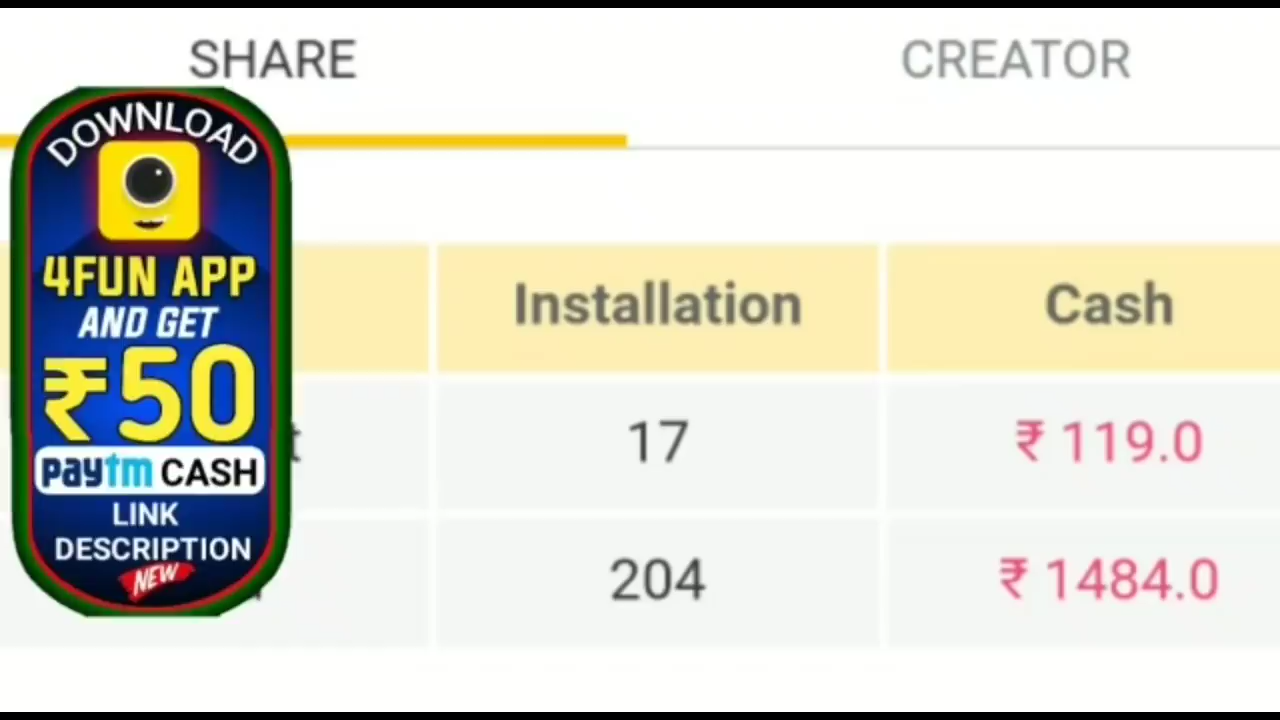 SHARE
CREATOR
DOWNLOAD
4FUN APP
AND GET
₹50
paytm CASH
LINK
DESCRIPTION
NEW
Installation
Cash
17
₹ 119.0
204
₹ 1484.0